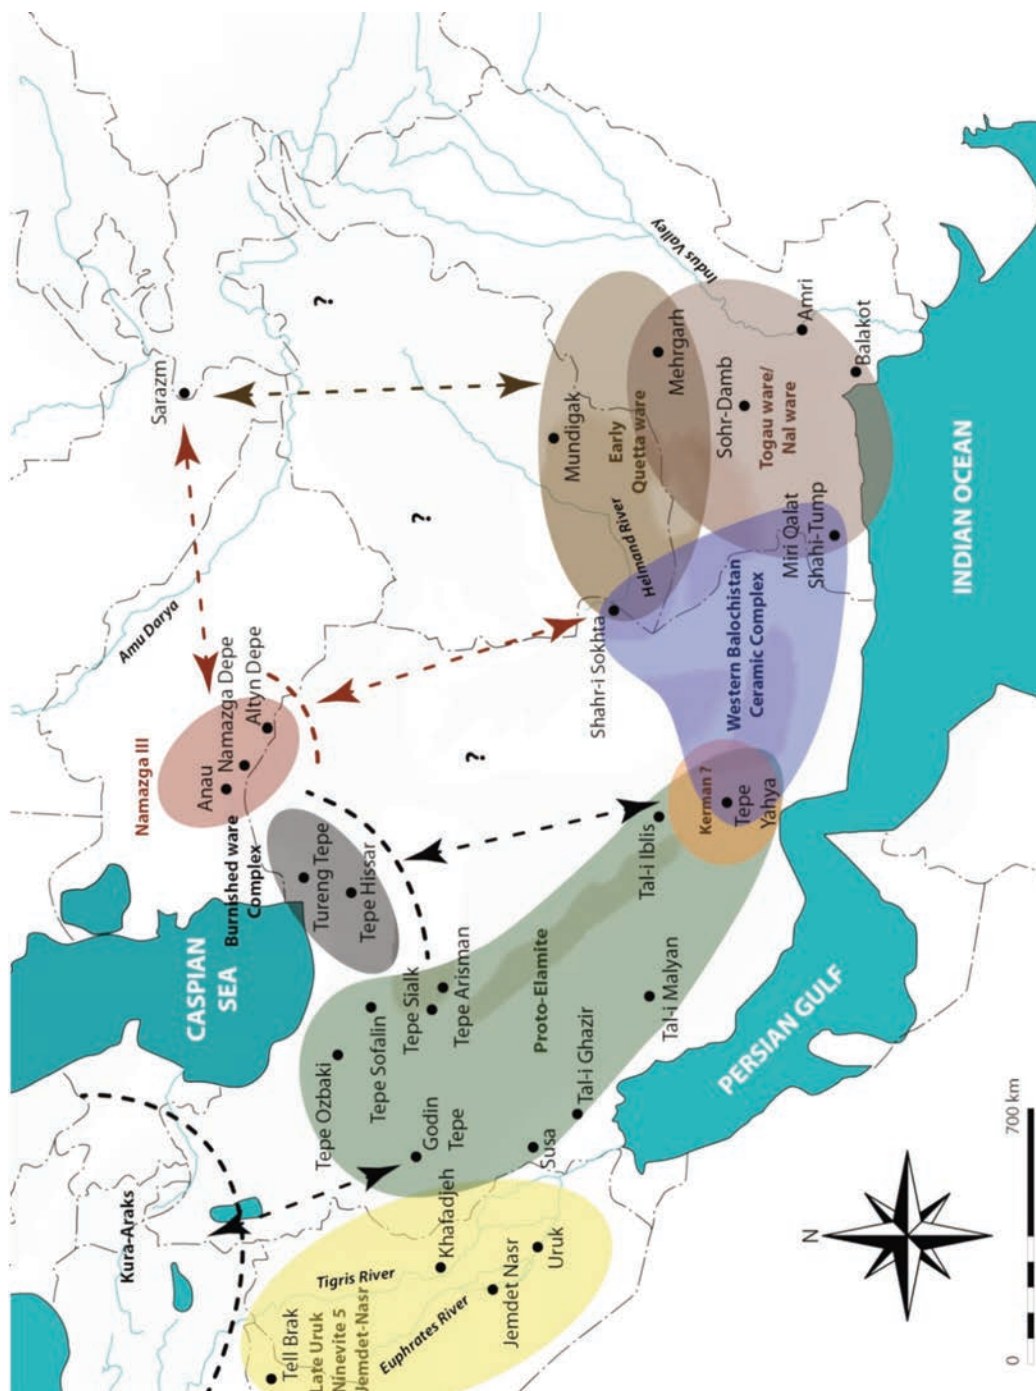 Kura-Araks
CASPIAN
SEA
Burnished ware
Complex
Namazga III
Anau
Namazga Depe
Altyn Depe
Amu Darya
Sarazm
?
?
?
Tureng Tepe
Tepe Hissar
Tell Brak
Late Uruk
Ninevite 5
Jemdet-Nasr
Tigris River
Euphrates River
Khafadjeh
Jemdet Nasr
Uruk
Tepe Ozbaki
Tepe Sofalin
Tepe Sialk
Tepe Arisman
Godin
Tepe
Susa
Tal-i Ghazir
Proto-Elamite
Tal-i Malyan
Tal-i Iblis
Kerman ?
Tepe
Yahya
Shahr-i Sokhta
Helmand River
Mundigak
Early
Quetta ware
Mehrgarh
Indus Valley
Sohr-Damb
Togau ware/
Nal ware
Amri
Balakot
Miri Qalat
Shahi-Tump
Western Balochistan
Ceramic Complex
PERSIAN GULF
INDIAN OCEAN
N
0
700 km